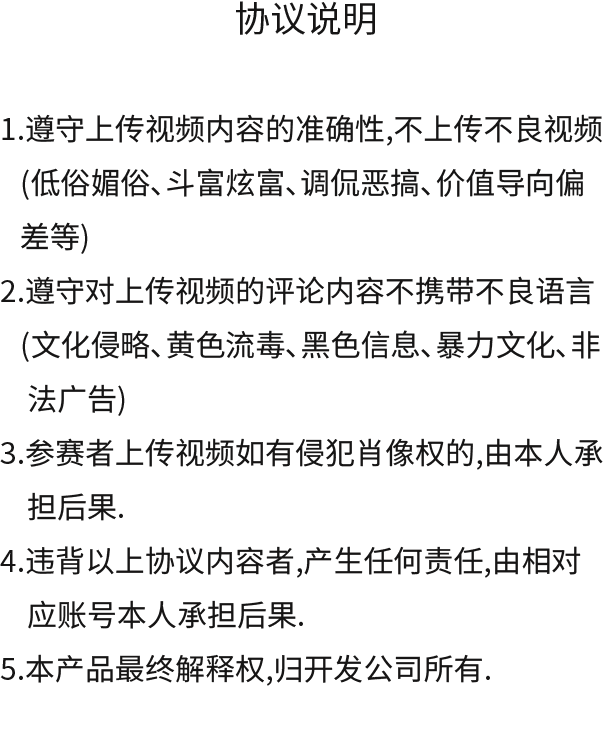 协议说明
1.遵守上传视频内容的准确性,不上传不良视频
(低俗媚俗、斗富炫富、调侃恶搞、价值导向偏
差等)
2.遵守对上传视频的评论内容不携带不良语言
(文化侵略、黄色流毒、黑色信息、暴力文化、非
法广告)
3.参赛者上传视频如有侵犯肖像权的,由本人承
担后果.
4.违背以上协议内容者,产生任何责任,由相对
应账号本人承担后果.
5.本产品最终解释权,归开发公司所有.